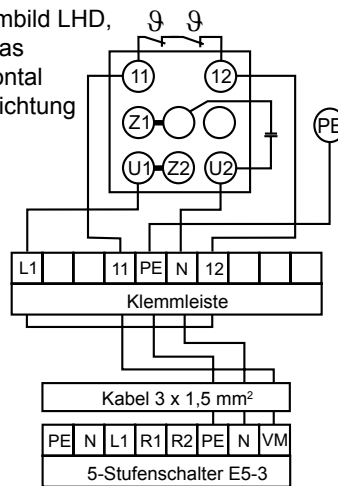 mbild LHD,
as
ontal
ichtung
ϑ ϑ
11 12
Z1
PE
U1 Z2 U2
L1 11 PE N 12
Klemmleiste
Kabel 3 x 1,5 mm²
PE N L1 R1 R2 PE N VM
5-Stufenschalter E5-3